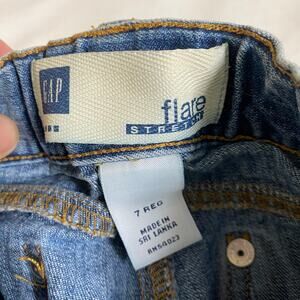 GAP
flare
STRETCH
7 REG
MADE IN
SRI LANKA
RN54023